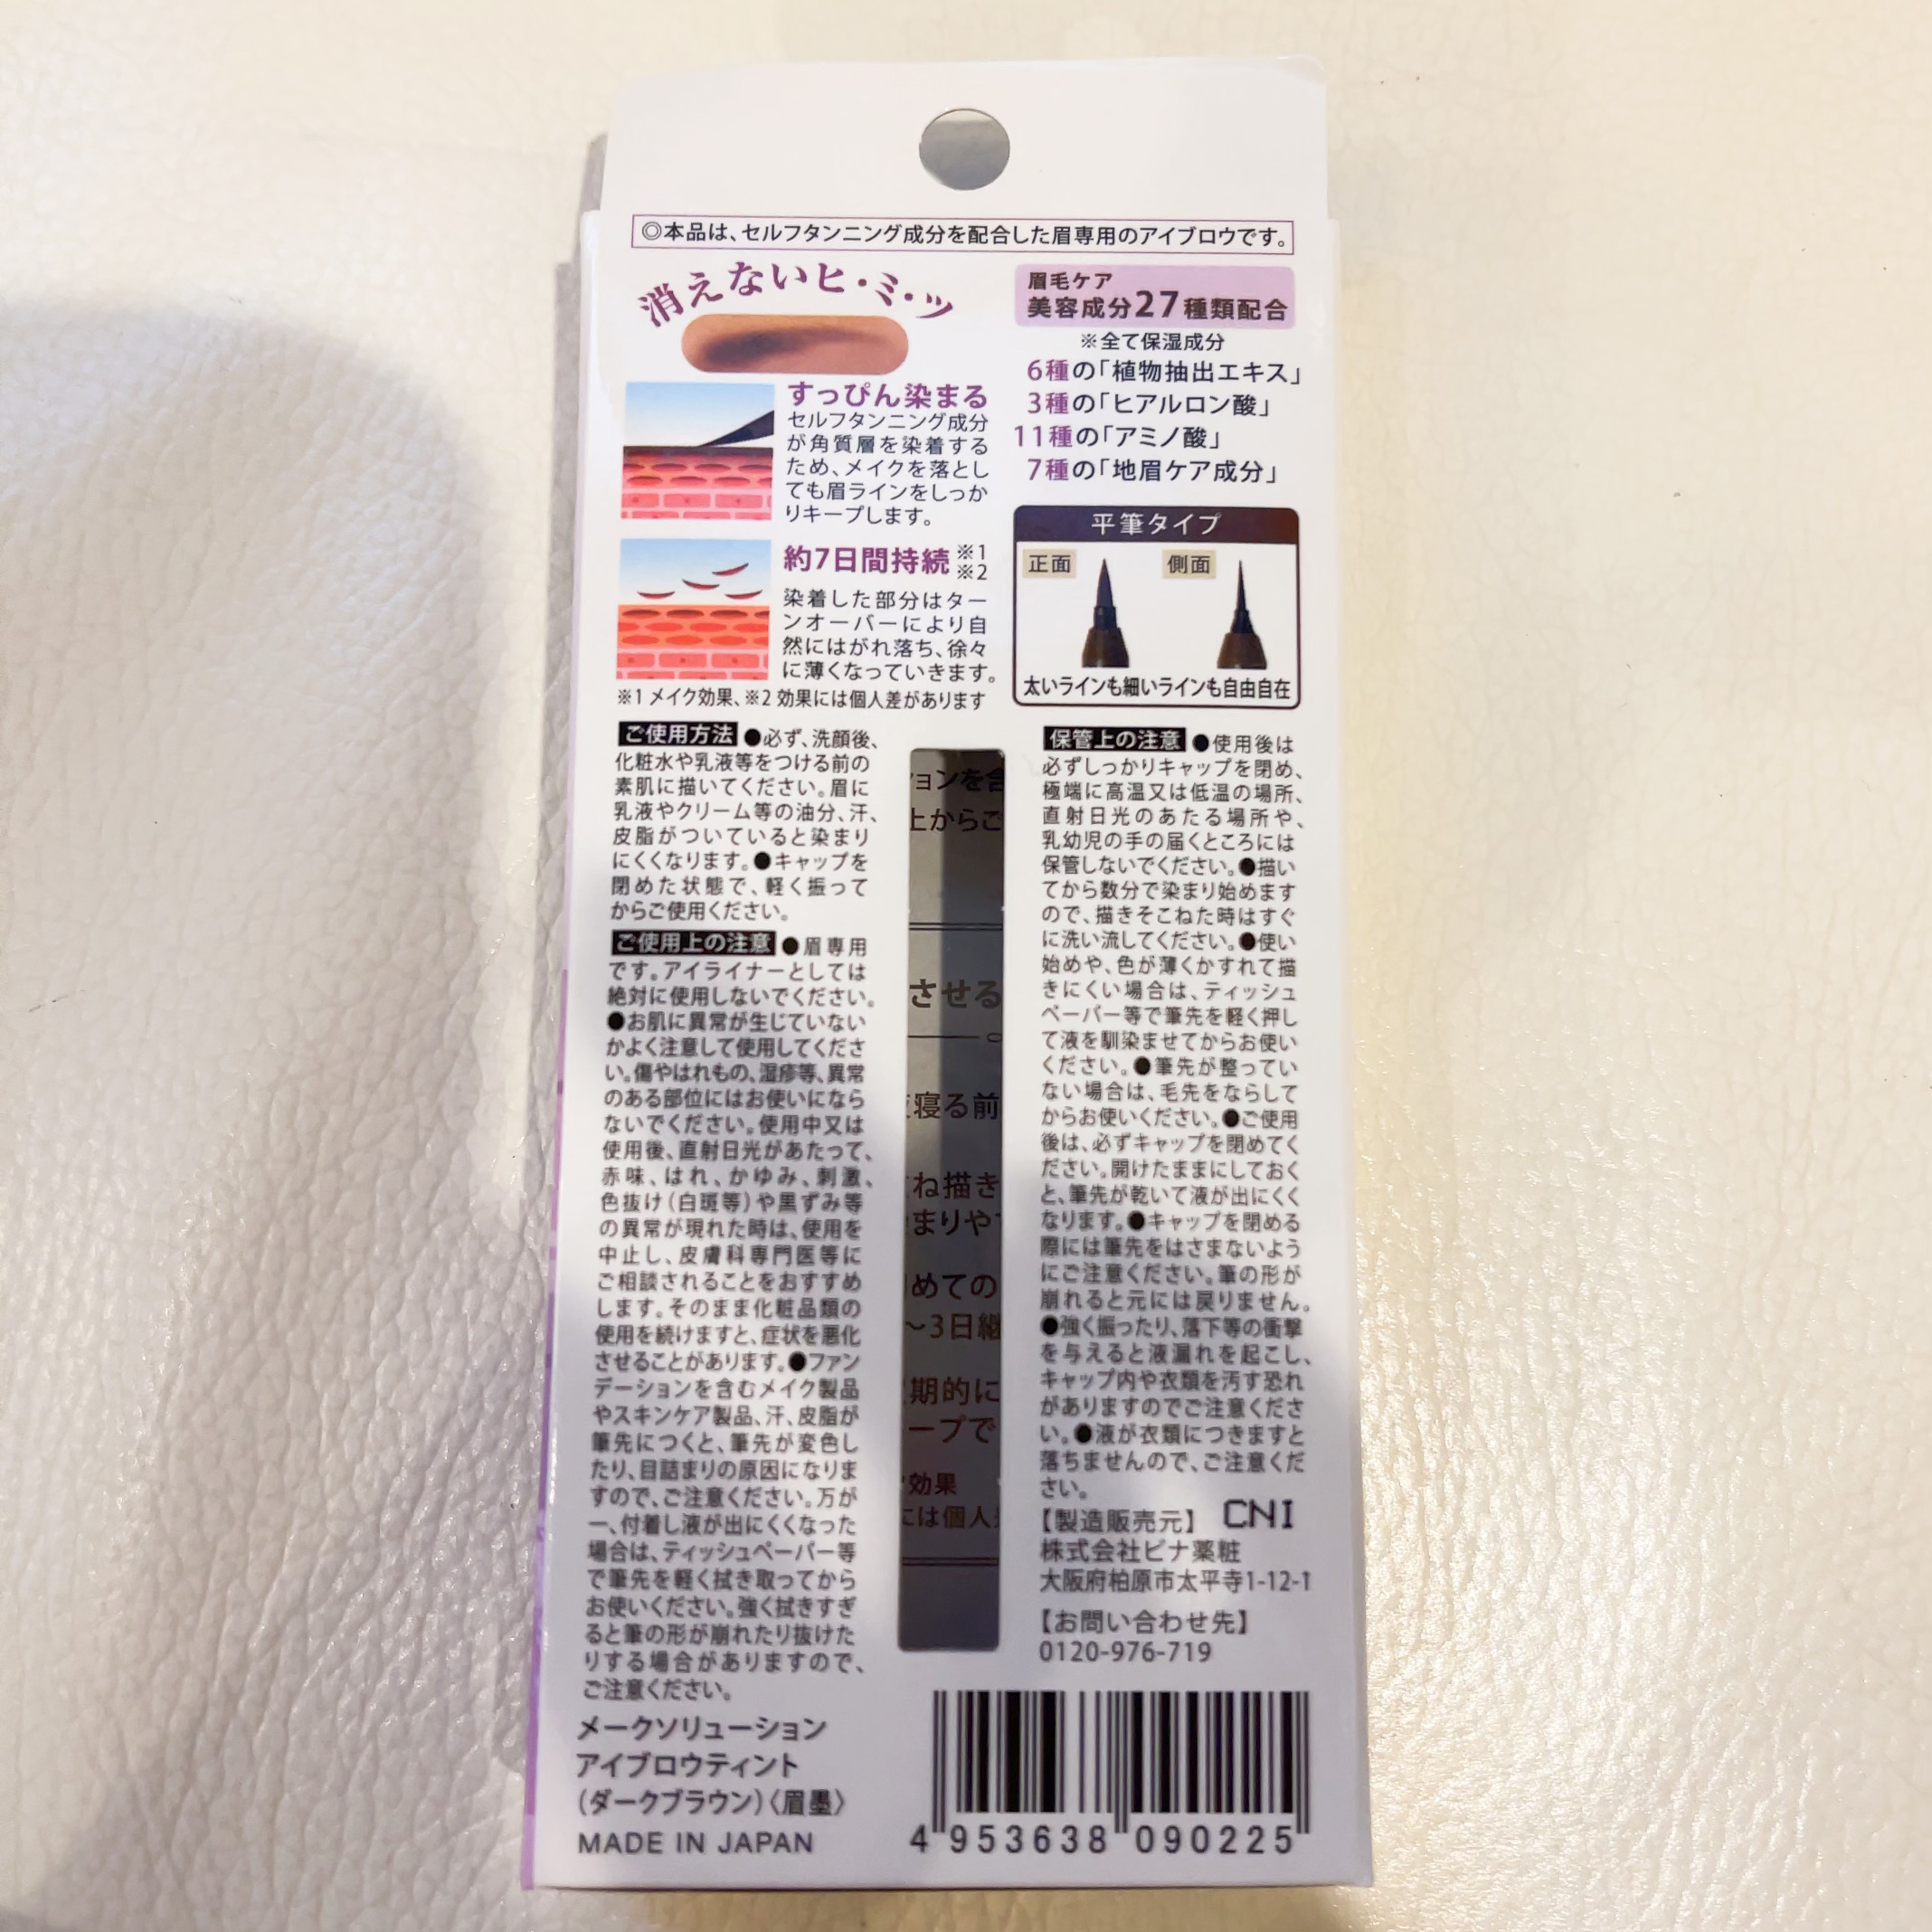 ◎本品は、セルフタンニング成分を配合した眉専用のアイブロウです。
消えないヒ・ミ・ツ
すっぴん染まる
セルフタンニング成分
が角質層を染着する
ため、メイクを落とし
ても眉ラインをしっか
りキープします。
約7日間持続 ※1
※2
染着した部分はター
ンオーバーにより自
然にはがれ落ち、徐々
に薄くなっていきます。
※1 メイク効果、※2 効果には個人差があります
眉毛ケア
美容成分27種類配合
※全て保湿成分
6種の「植物抽出エキス」
3種の「ヒアルロン酸」
11種の「アミノ酸」
7種の「地眉ケア成分」
平筆タイプ
正面 側面
太いラインも細いラインも自由自在
ご使用方法 ●必ず、洗顔後、
化粧水や乳液等をつける前の
素肌に描いてください。眉に
乳液やクリーム等の油分、汗、
皮脂がついていると染まり
にくくなります。●キャップを
閉めた状態で、軽く振って
からご使用ください。
ご使用上の注意 ●眉専用
です。アイライナーとしては
絶対に使用しないでください。
●お肌に異常が生じていない
かよく注意して使用してくださ
い。傷やはれもの、湿疹等、異常
のある部位にはお使いになら
ないでください。使用中又は
使用後、直射日光があたって、
赤味、はれ、かゆみ、刺激、
色抜け（白斑等）や黒ずみ等
の異常が現れた時は、使用を
中止し、皮膚科専門医等に
ご相談されることをおすすめ
します。そのまま化粧品類の
使用を続けますと、症状を悪化
させることがあります。●ファン
デーションを含むメイク製品
やスキンケア製品、汗、皮脂が
筆先につくと、筆先が変色し
たり、目詰まりの原因になりま
すので、ご注意ください。万が
一、付着し液が出にくくなった
場合は、ティッシュペーパー等
で筆先を軽く拭き取ってから
お使いください。強く拭きすぎ
ると筆の形が崩れたり抜けた
りする場合がありますので、
ご注意ください。
メークソリューション
アイブロウティント
(ダークブラウン)〈眉墨〉
MADE IN JAPAN
ョンを含
上からご
させる
寝る前
ね描き
まりや
めての
～3日継
期的に
ープで
効果
には個人
保管上の注意 ●使用後は
必ずしっかりキャップを閉め、
極端に高温又は低温の場所、
直射日光のあたる場所や、
乳幼児の手の届くところには
保管しないでください。●描い
てから数分で染まり始めます
ので、描きそこねた時はすぐ
に洗い流してください。●使い
始めや、色が薄くかすれて描
きにくい場合は、ティッシュ
ペーパー等で筆先を軽く押し
て液を馴染ませてからお使い
ください。●筆先が整ってい
ない場合は、毛先をならして
からお使いください。●ご使用
後は、必ずキャップを閉めてく
ださい。開けたままにしておく
と、筆先が乾いて液が出にくく
なります。●キャップを閉める
際には筆先をはさまないよう
にご注意ください。筆の形が
崩れると元には戻りません。
●強く振ったり、落下等の衝撃
を与えると液漏れを起こし、
キャップ内や衣類を汚す恐れ
がありますのでご注意くださ
い。●液が衣類につきますと
落ちませんので、ご注意くだ
さい。
【製造販売元】 CNI
株式会社ビナ薬粧
大阪府柏原市太平寺1-12-1
【お問い合わせ先】
0120-976-719
4 953638 090225